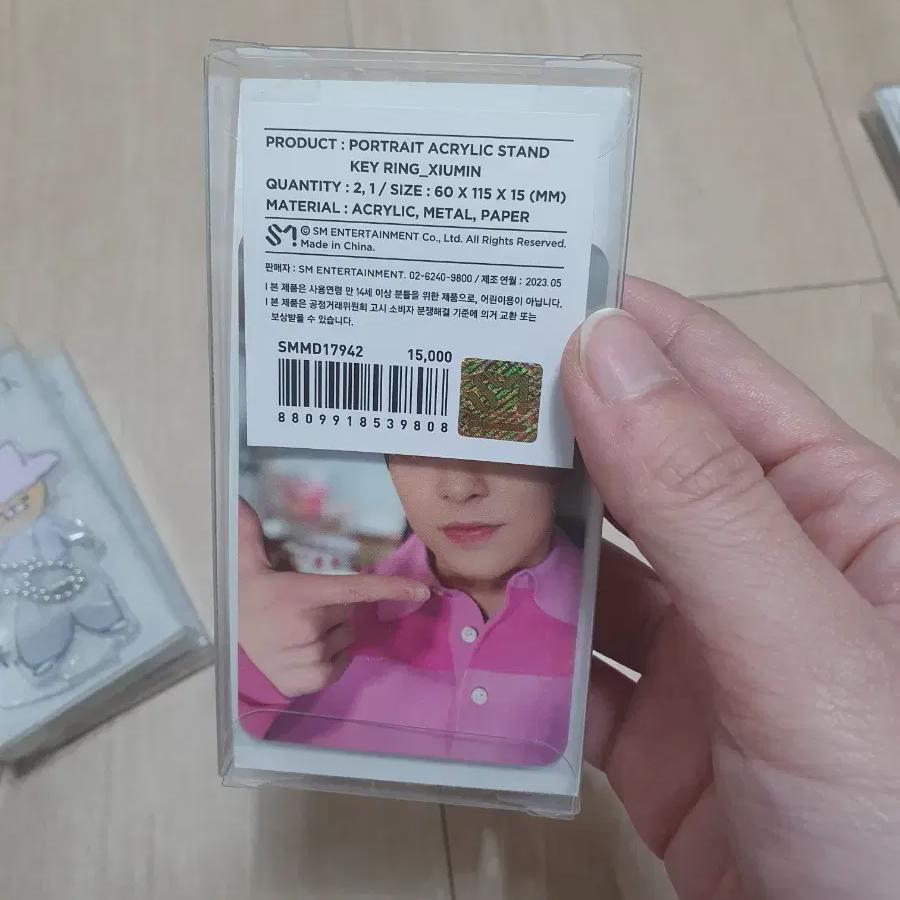 PRODUCT : PORTRAIT ACRYLIC STAND
KEY RING_XIUMIN
QUANTITY : 2, 1 / SIZE : 60 X 115 X 15 (MM)
MATERIAL : ACRYLIC, METAL, PAPER
SM! © SM ENTERTAINMENT Co., Ltd. All Rights Reserved.
Made in China.
판매자 : SM ENTERTAINMENT. 02-6240-9800 / 제조 연월 : 2023. 05
I 본 제품은 사용연령 만 14세 이상 분들을 위한 제품으로, 어린이용이 아닙니다.
I 본 제품은 공정거래위원회 고시 소비자 분쟁해결 기준에 의거 교환 또는
보상받을 수 있습니다.
SMMD17942 15,000
8809918539808